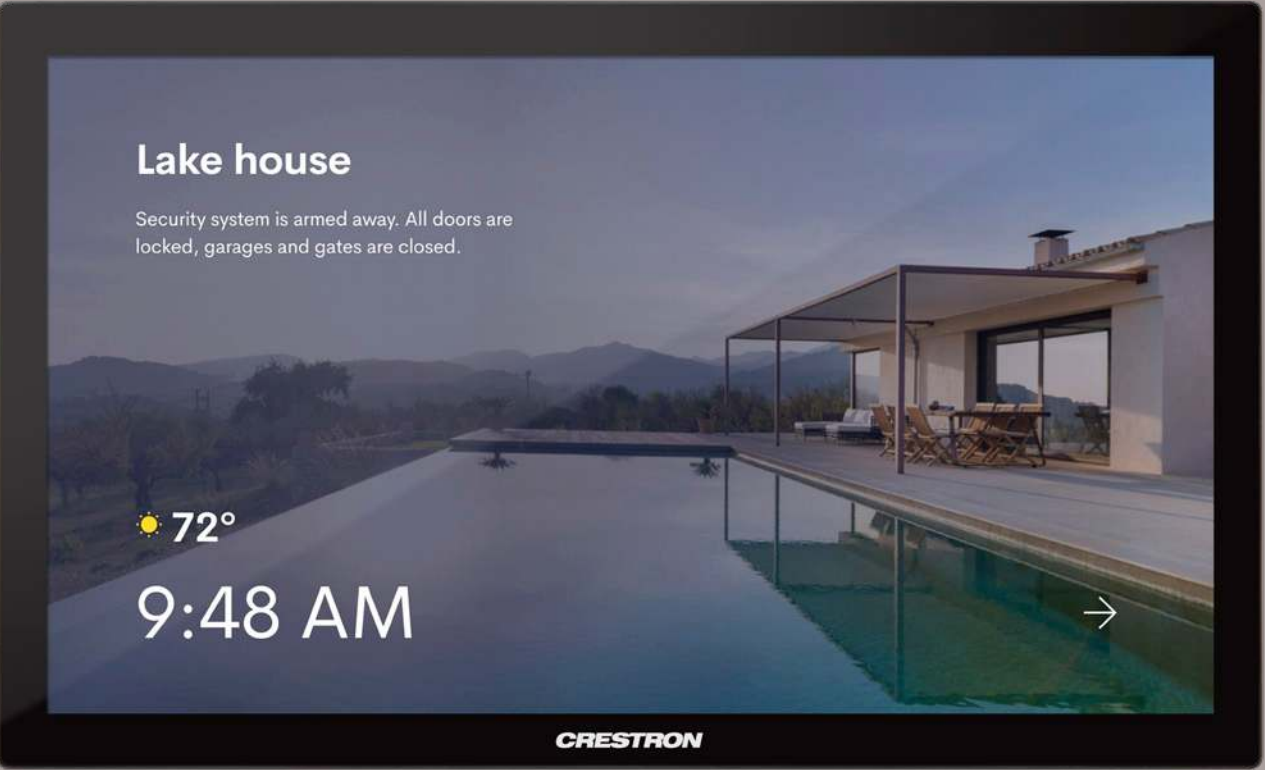 Lake house
Security system is armed away. All doors are
locked, garages and gates are closed.
72°
9:48 AM
CRESTRON